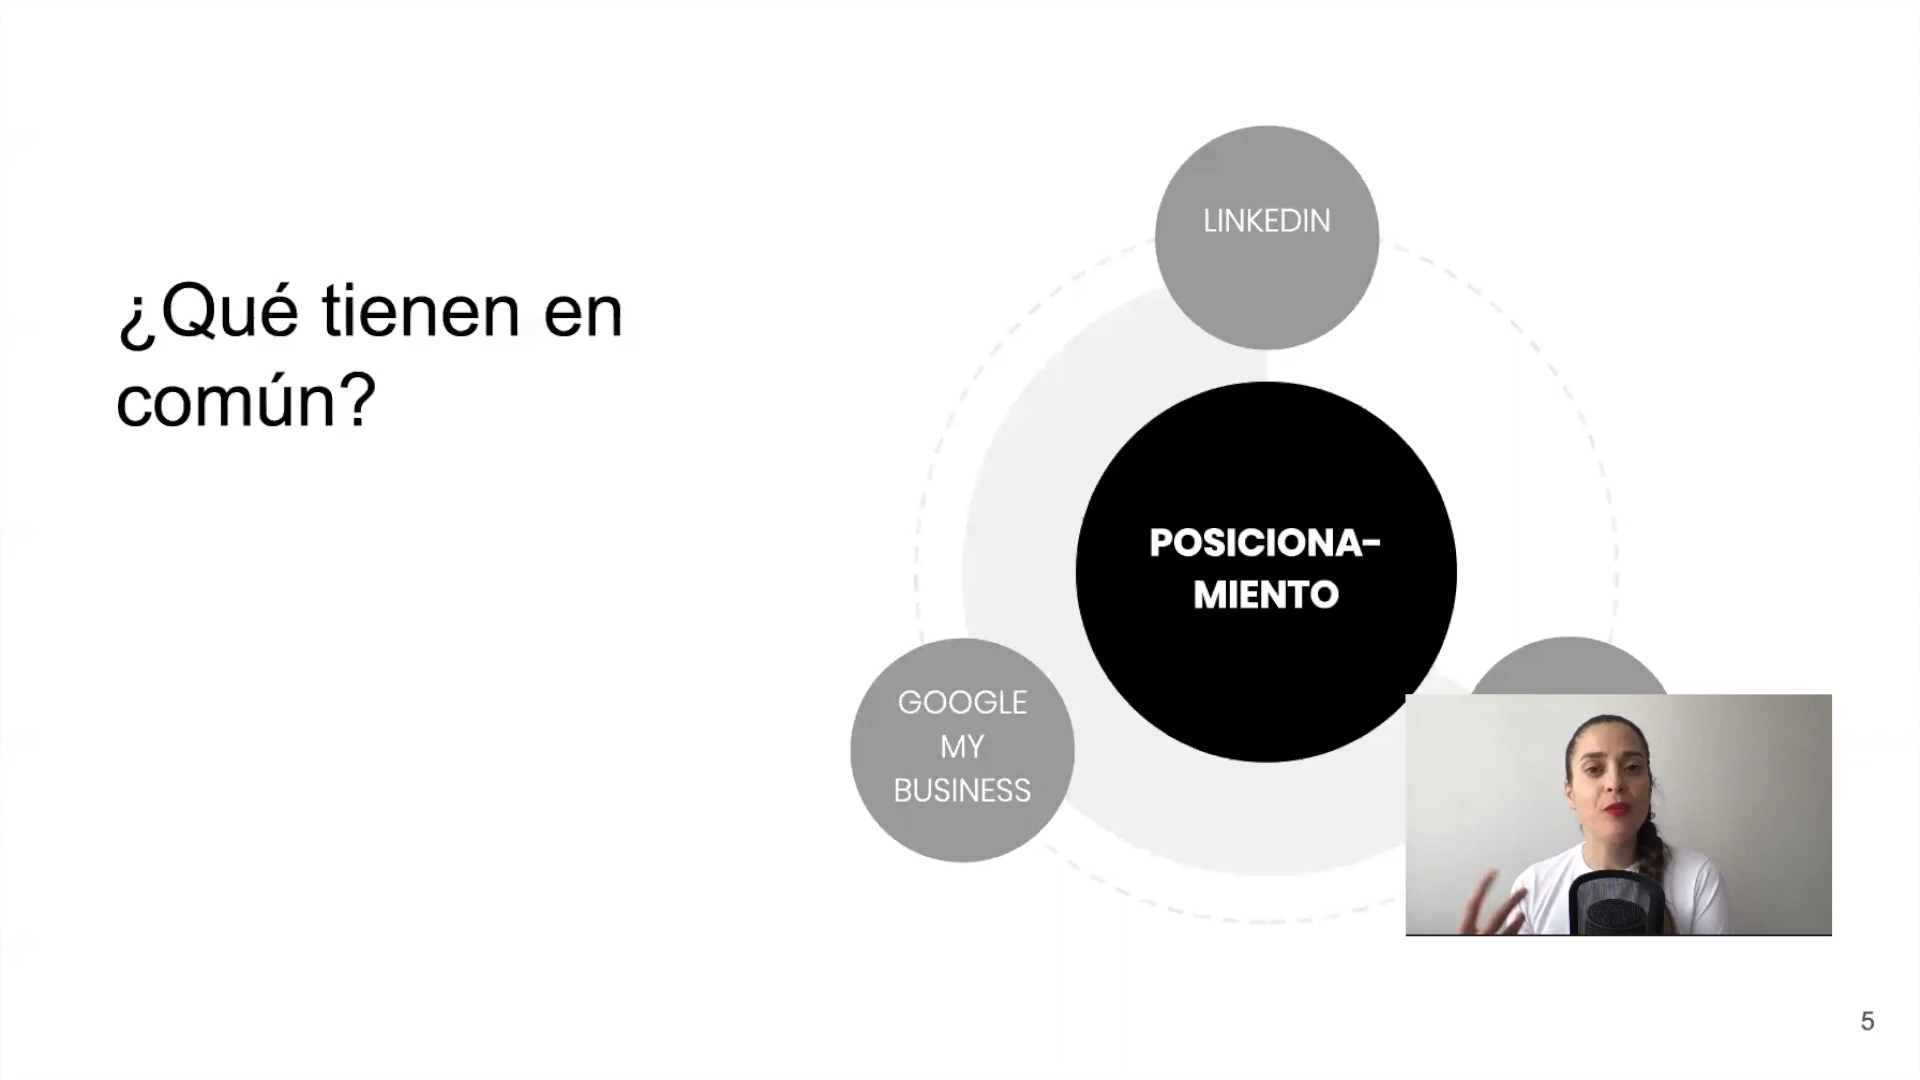 ¿Qué tienen en
común?
LINKEDIN
POSICIONA-
MIENTO
GOOGLE
MY
BUSINESS
5